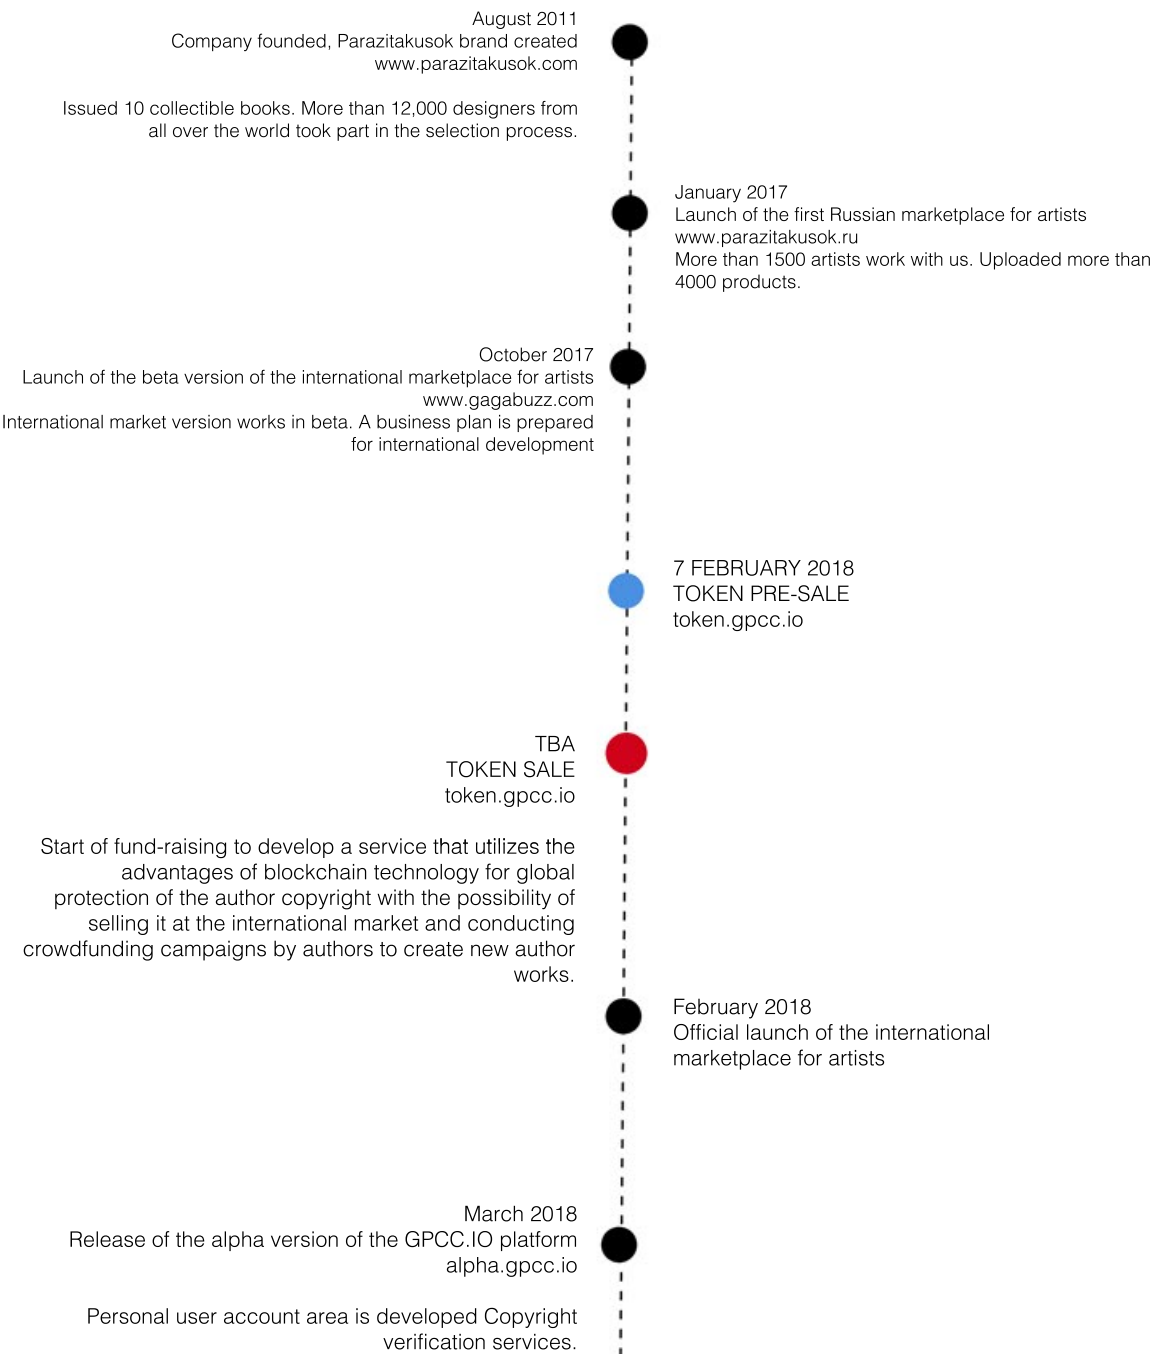 August 2011
Company founded, Parazitakusok brand created
www.parazitakusok.com
Issued 10 collectible books. More than 12,000 designers from
all over the world took part in the selection process.
January 2017
Launch of the first Russian marketplace for artists
www.parazitakusok.ru
More than 1500 artists work with us. Uploaded more than
4000 products.
October 2017
Launch of the beta version of the international marketplace for artists
www.gagabuzz.com
International market version works in beta. A business plan is prepared
for international development
7 FEBRUARY 2018
TOKEN PRE-SALE
token.gpcc.io
TBA
TOKEN SALE
token.gpcc.io
Start of fund-raising to develop a service that utilizes the
advantages of blockchain technology for global
protection of the author copyright with the possibility of
selling it at the international market and conducting
crowdfunding campaigns by authors to create new author
works.
February 2018
Official launch of the international
marketplace for artists
March 2018
Release of the alpha version of the GPCC.IO platform
alpha.gpcc.io
Personal user account area is developed Copyright
verification services.